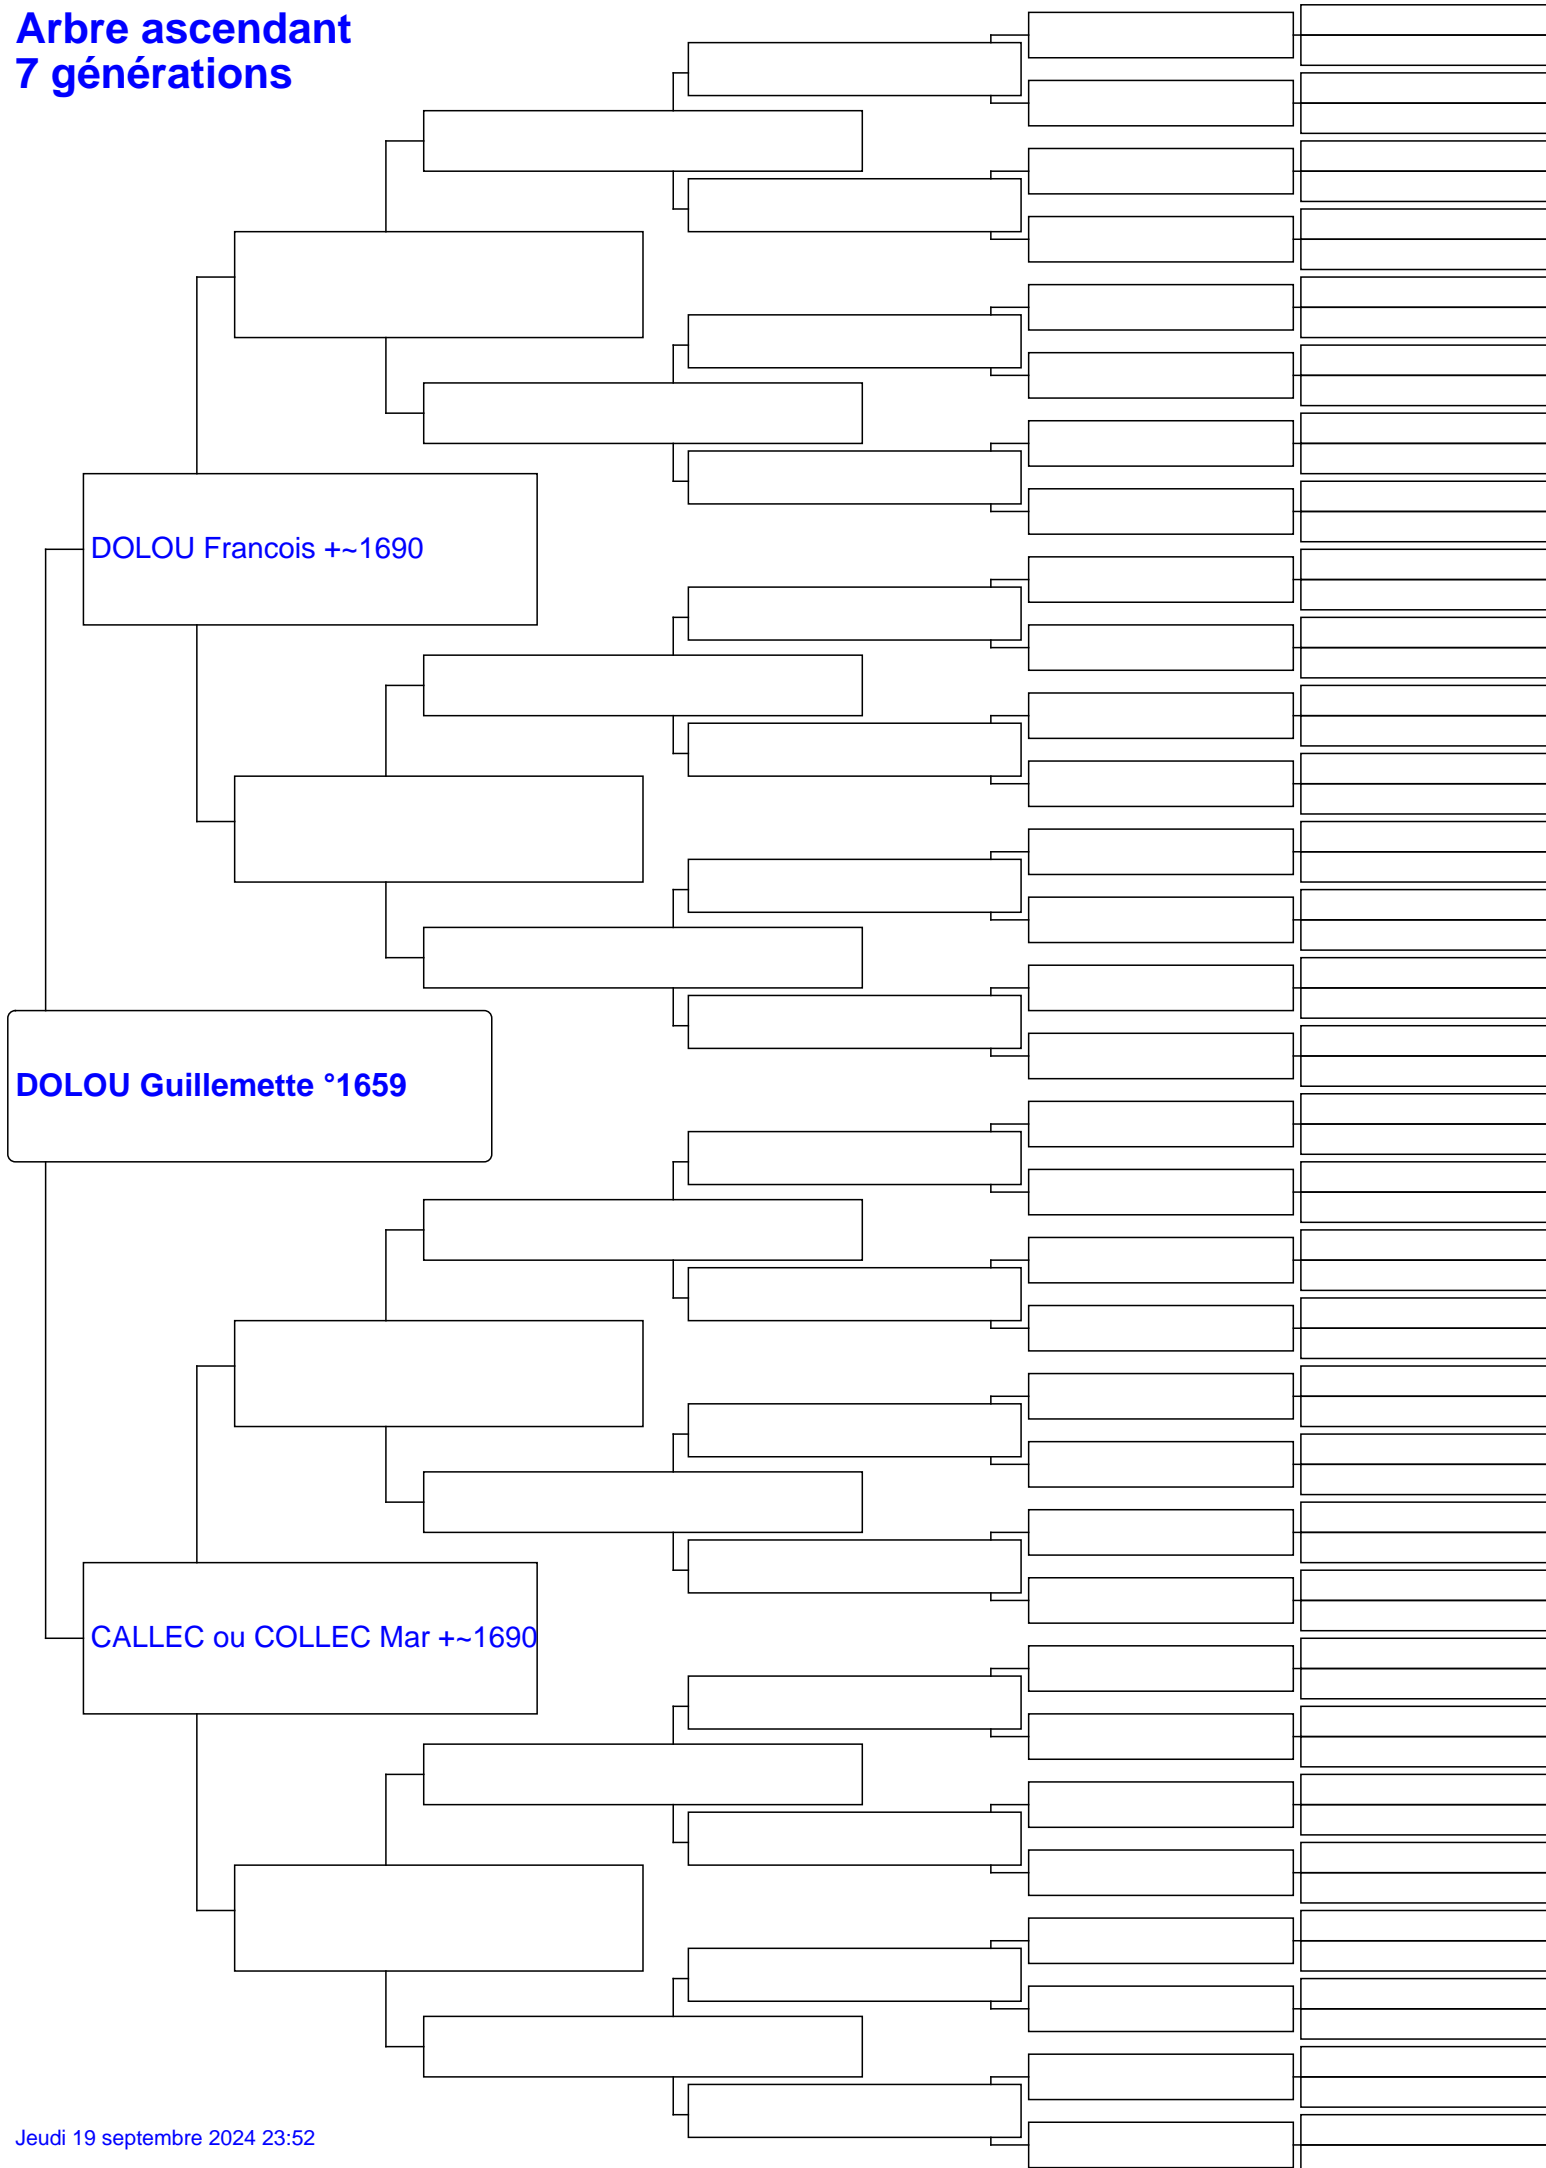 Arbre ascendant
7 générations
DOLOU Francois +~1690
DOLOU Guillemette °1659
CALLEC ou COLLEC Mar +~1690
Jeudi 19 septembre 2024 23:52